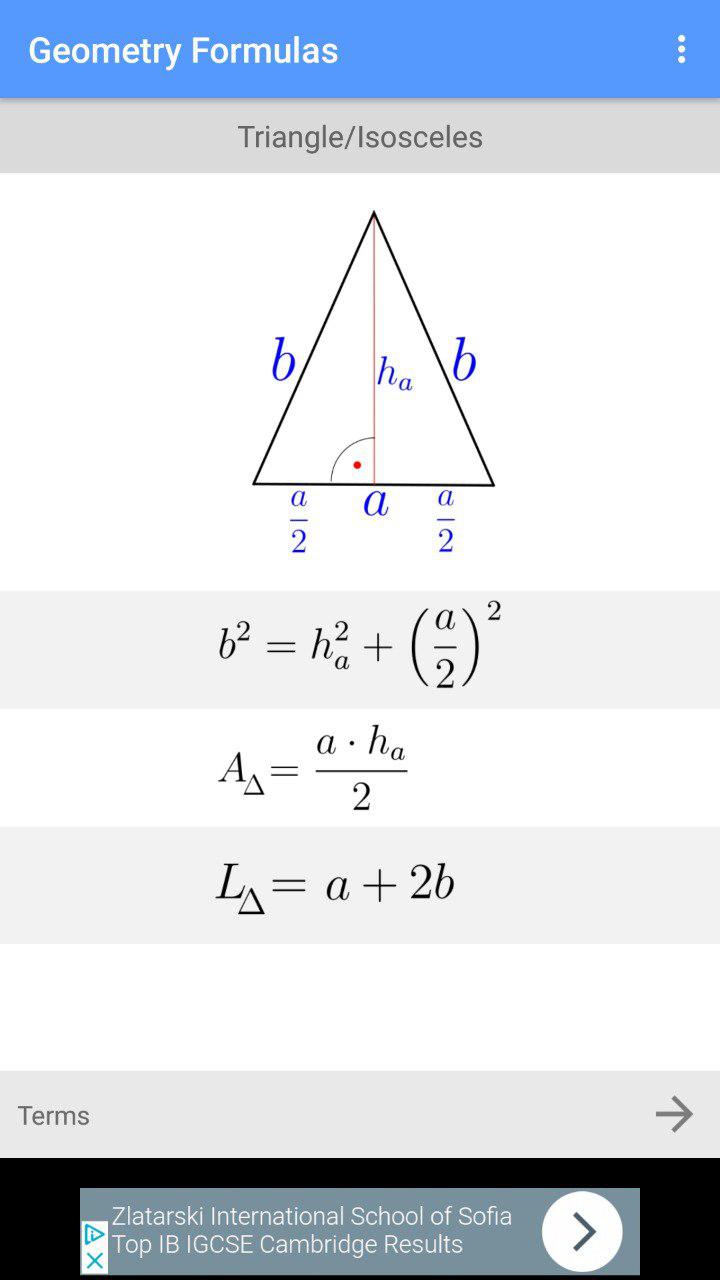 Geometry Formulas
Triangle/Isosceles
b
h_a
b
a/2
a
a/2
b² = h_a² + (a/2)²
A_Δ = a · h_a / 2
L_Δ = a + 2b
Terms
Zlatarski International School of Sofia
Top IB IGCSE Cambridge Results